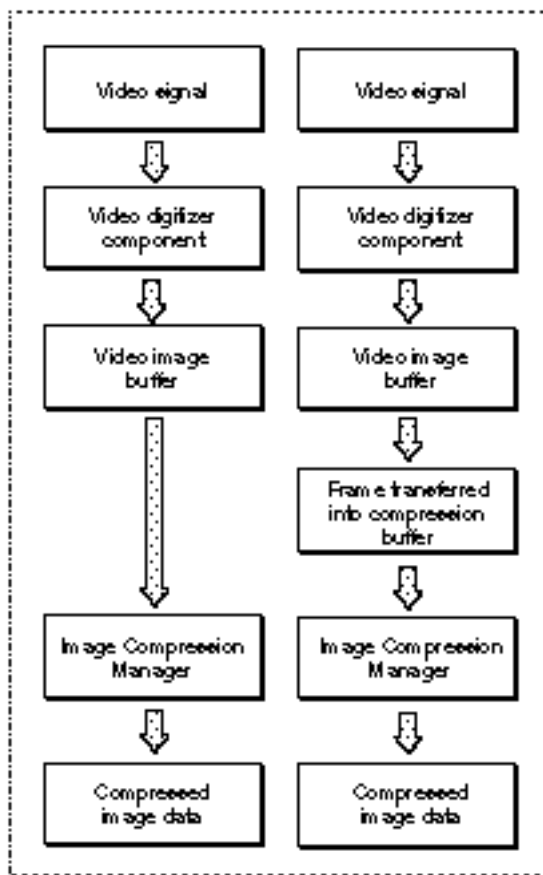 Video signal
Video digitizer
component
Video image
buffer
Image Compression
Manager
Compressed
image data
Video signal
Video digitizer
component
Video image
buffer
Frame transferred
into compression
buffer
Image Compression
Manager
Compressed
image data